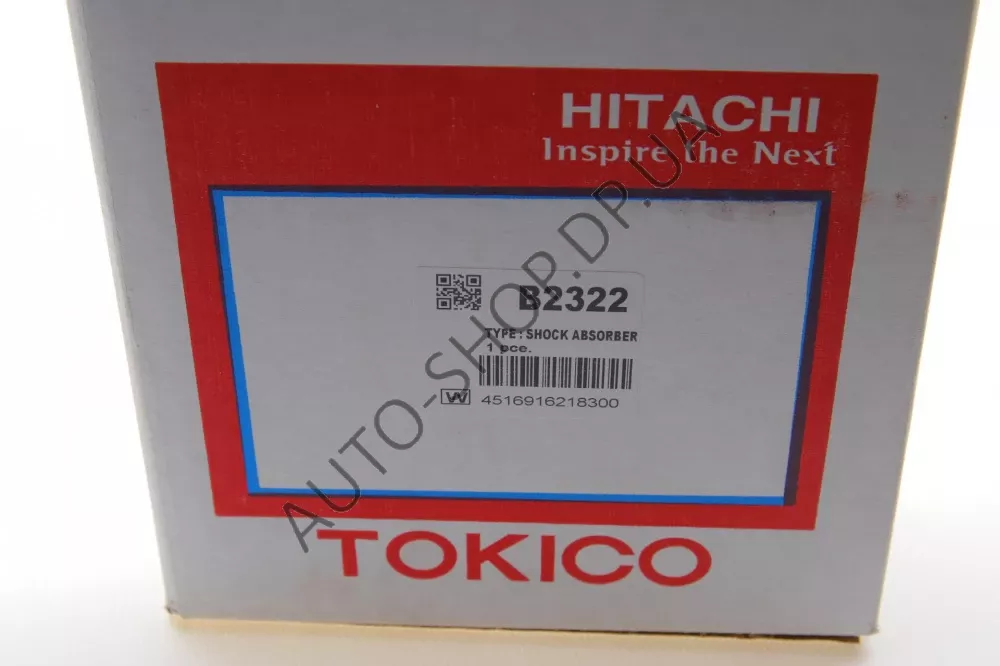 HITACHI
Inspire the Next
B2322
TYPE : SHOCK ABSORBER
1 pce.
W
4516916218300
TOKICO
AUTO-SHOP.DP.UA